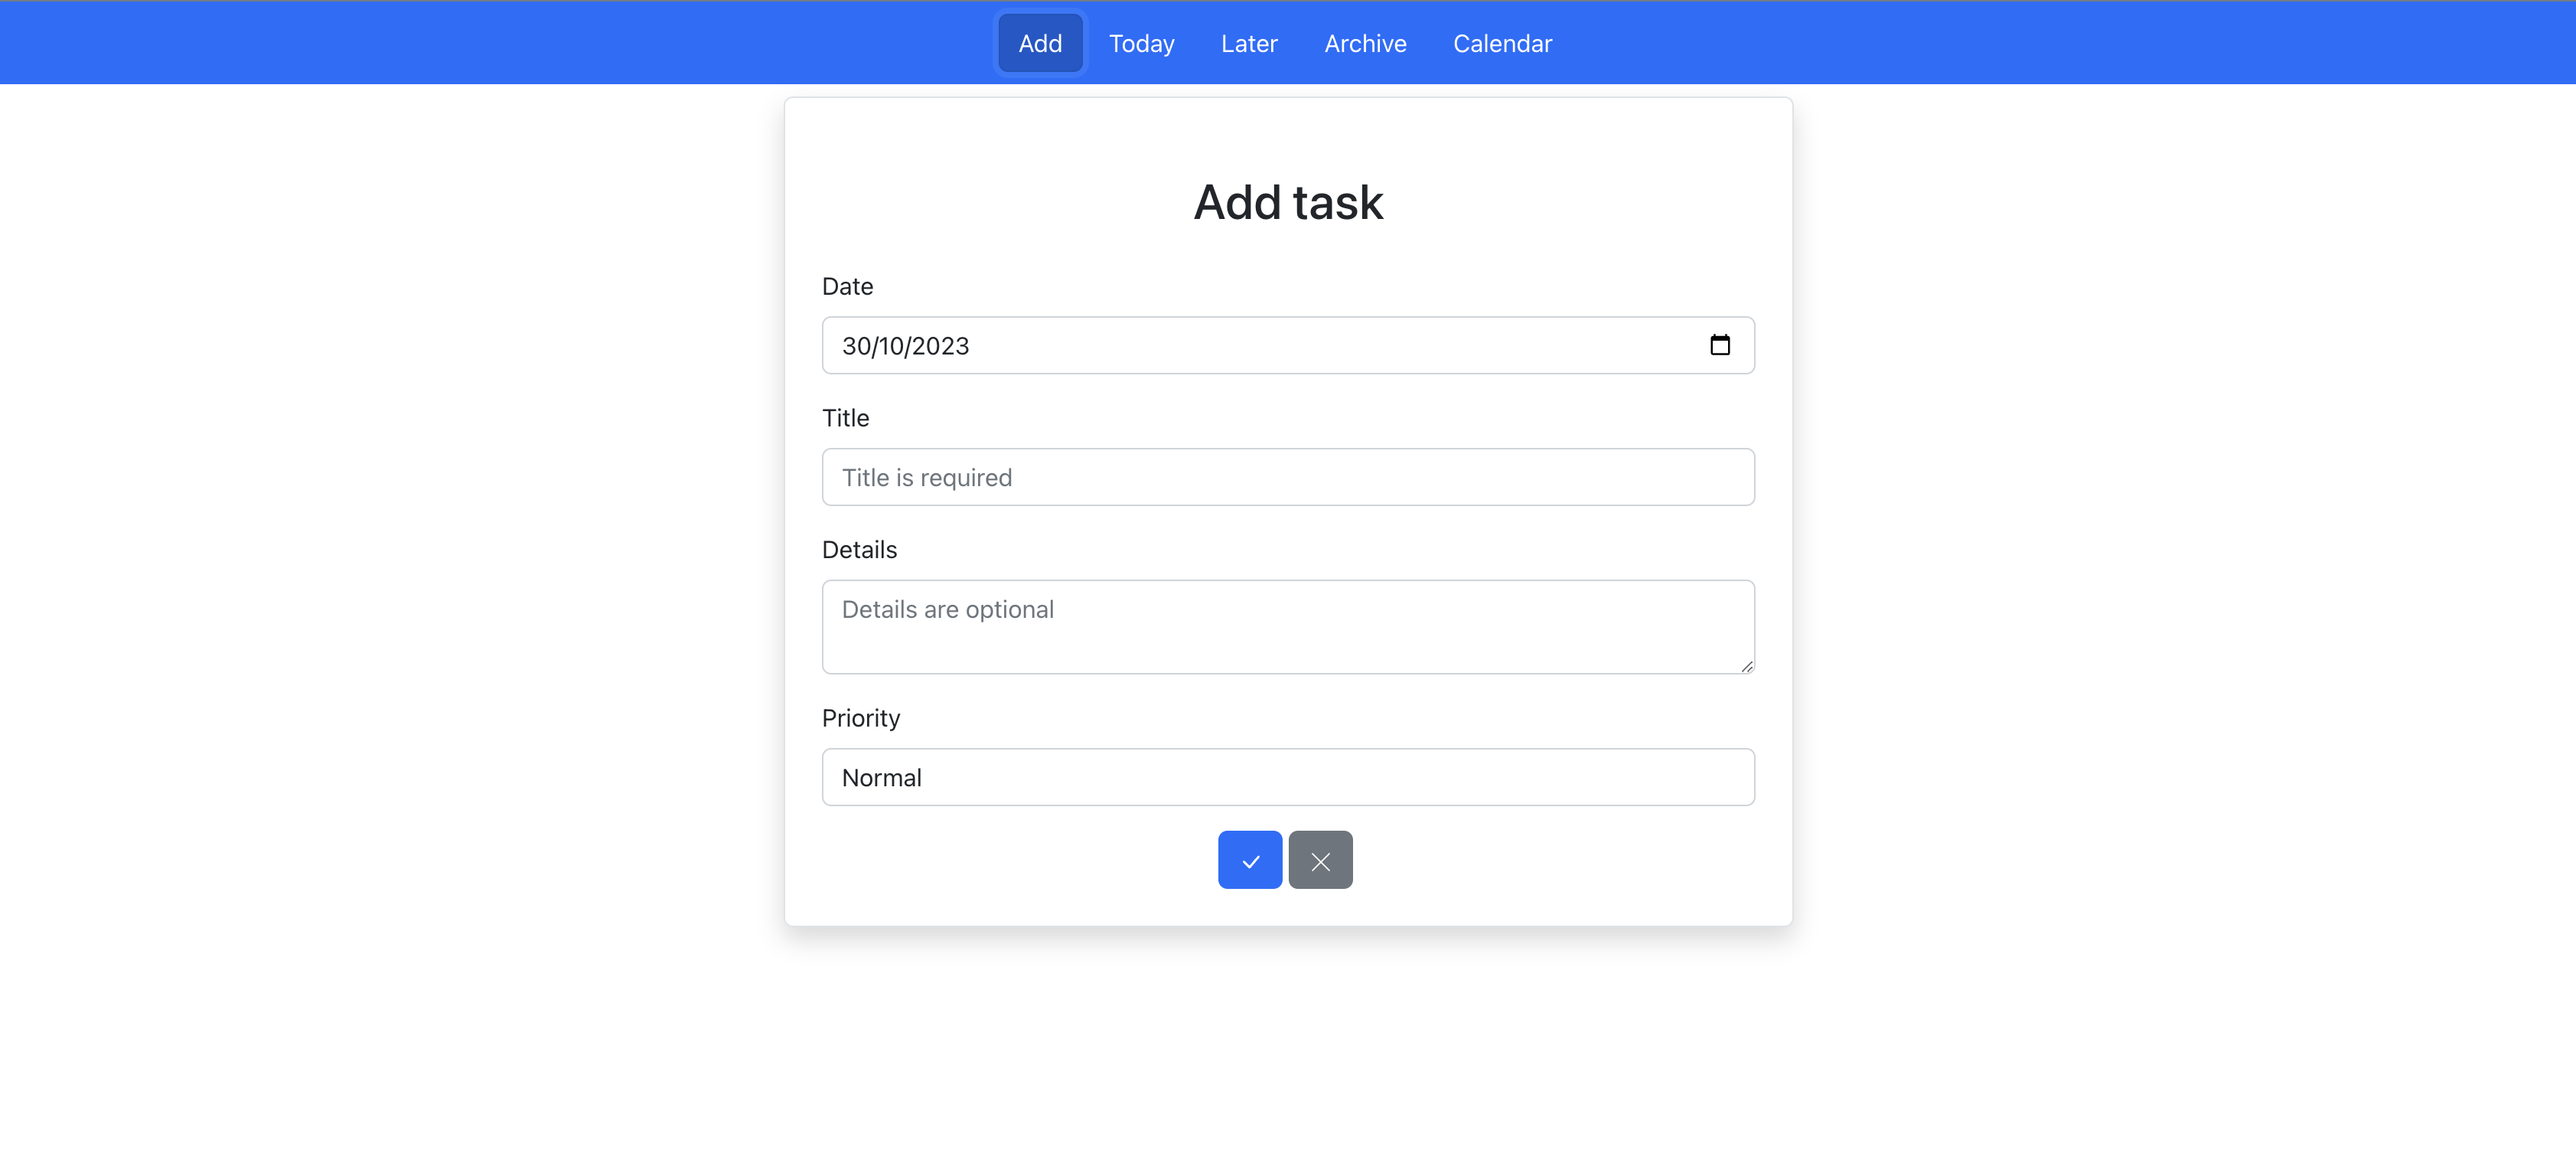 Add Today Later Archive Calendar
Add task
Date
30/10/2023
Title
Title is required
Details
Details are optional
Priority
Normal